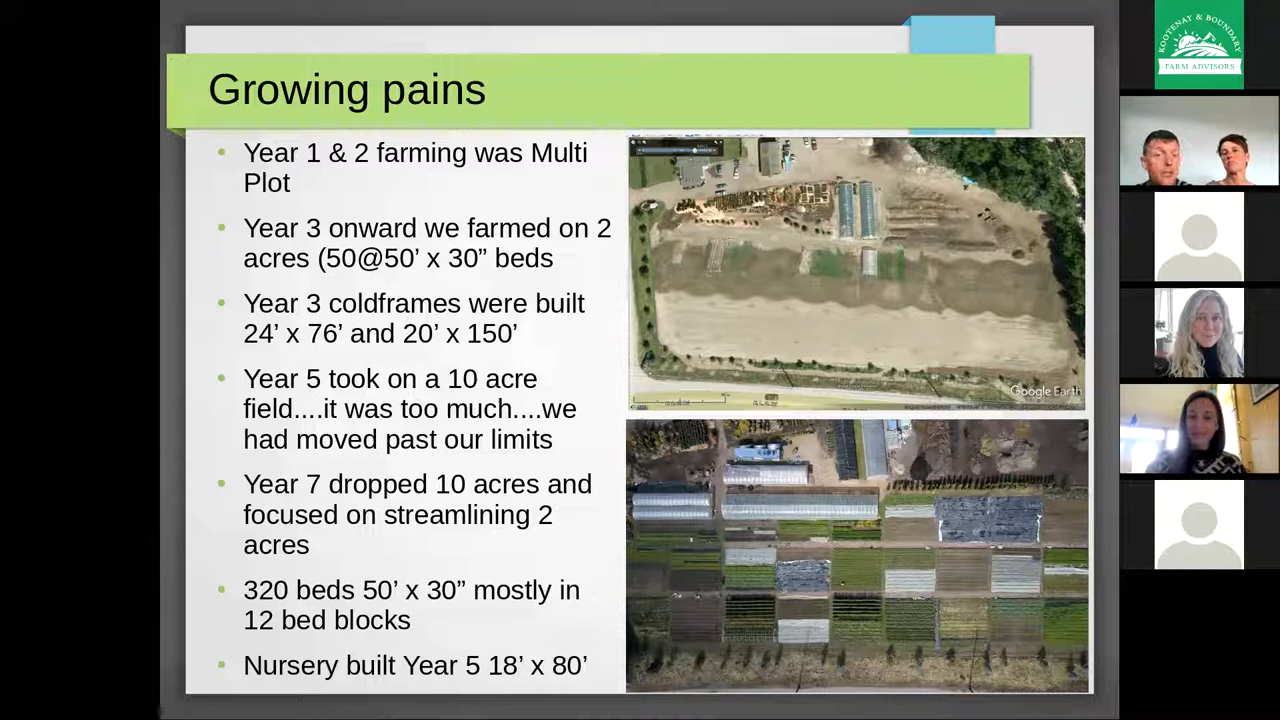 Growing pains
Year 1 & 2 farming was Multi
Plot
Year 3 onward we farmed on 2
acres (50@50’ x 30” beds
Year 3 coldframes were built
24’ x 76’ and 20’ x 150’
Year 5 took on a 10 acre
field....it was too much....we
had moved past our limits
Year 7 dropped 10 acres and
focused on streamlining 2
acres
320 beds 50’ x 30” mostly in
12 bed blocks
Nursery built Year 5 18’ x 80’
Google Earth
KOOTENAY & BOUNDARY
FARM ADVISORS